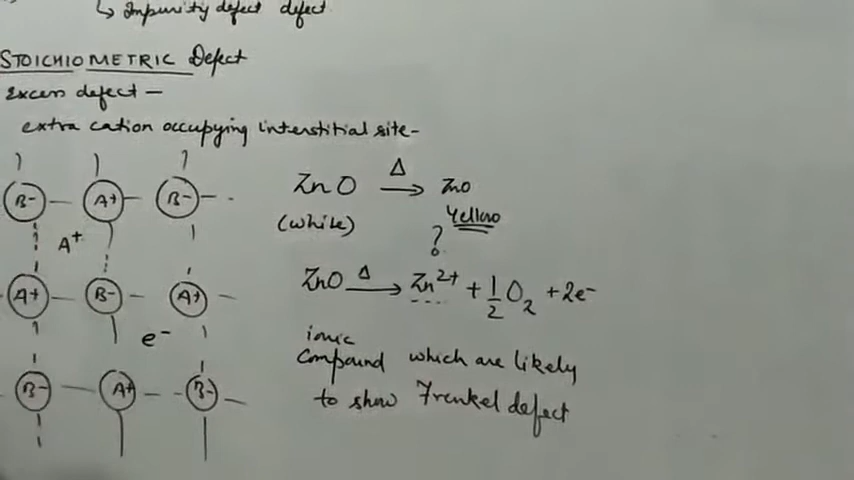 ↳ Impurity defect defect
STOICHIOMETRIC Defect
Excess defect —
extra cation occupying interstitial site-
B- A+ B-
A+
A+ B- A+
e-
B- A+ B-
ZnO Δ→ ZnO
(white) Yellow
?
ZnO Δ→ Zn²⁺ + 1/2 O₂ + 2e⁻
ionic
Compound which are likely
to show Frenkel defect